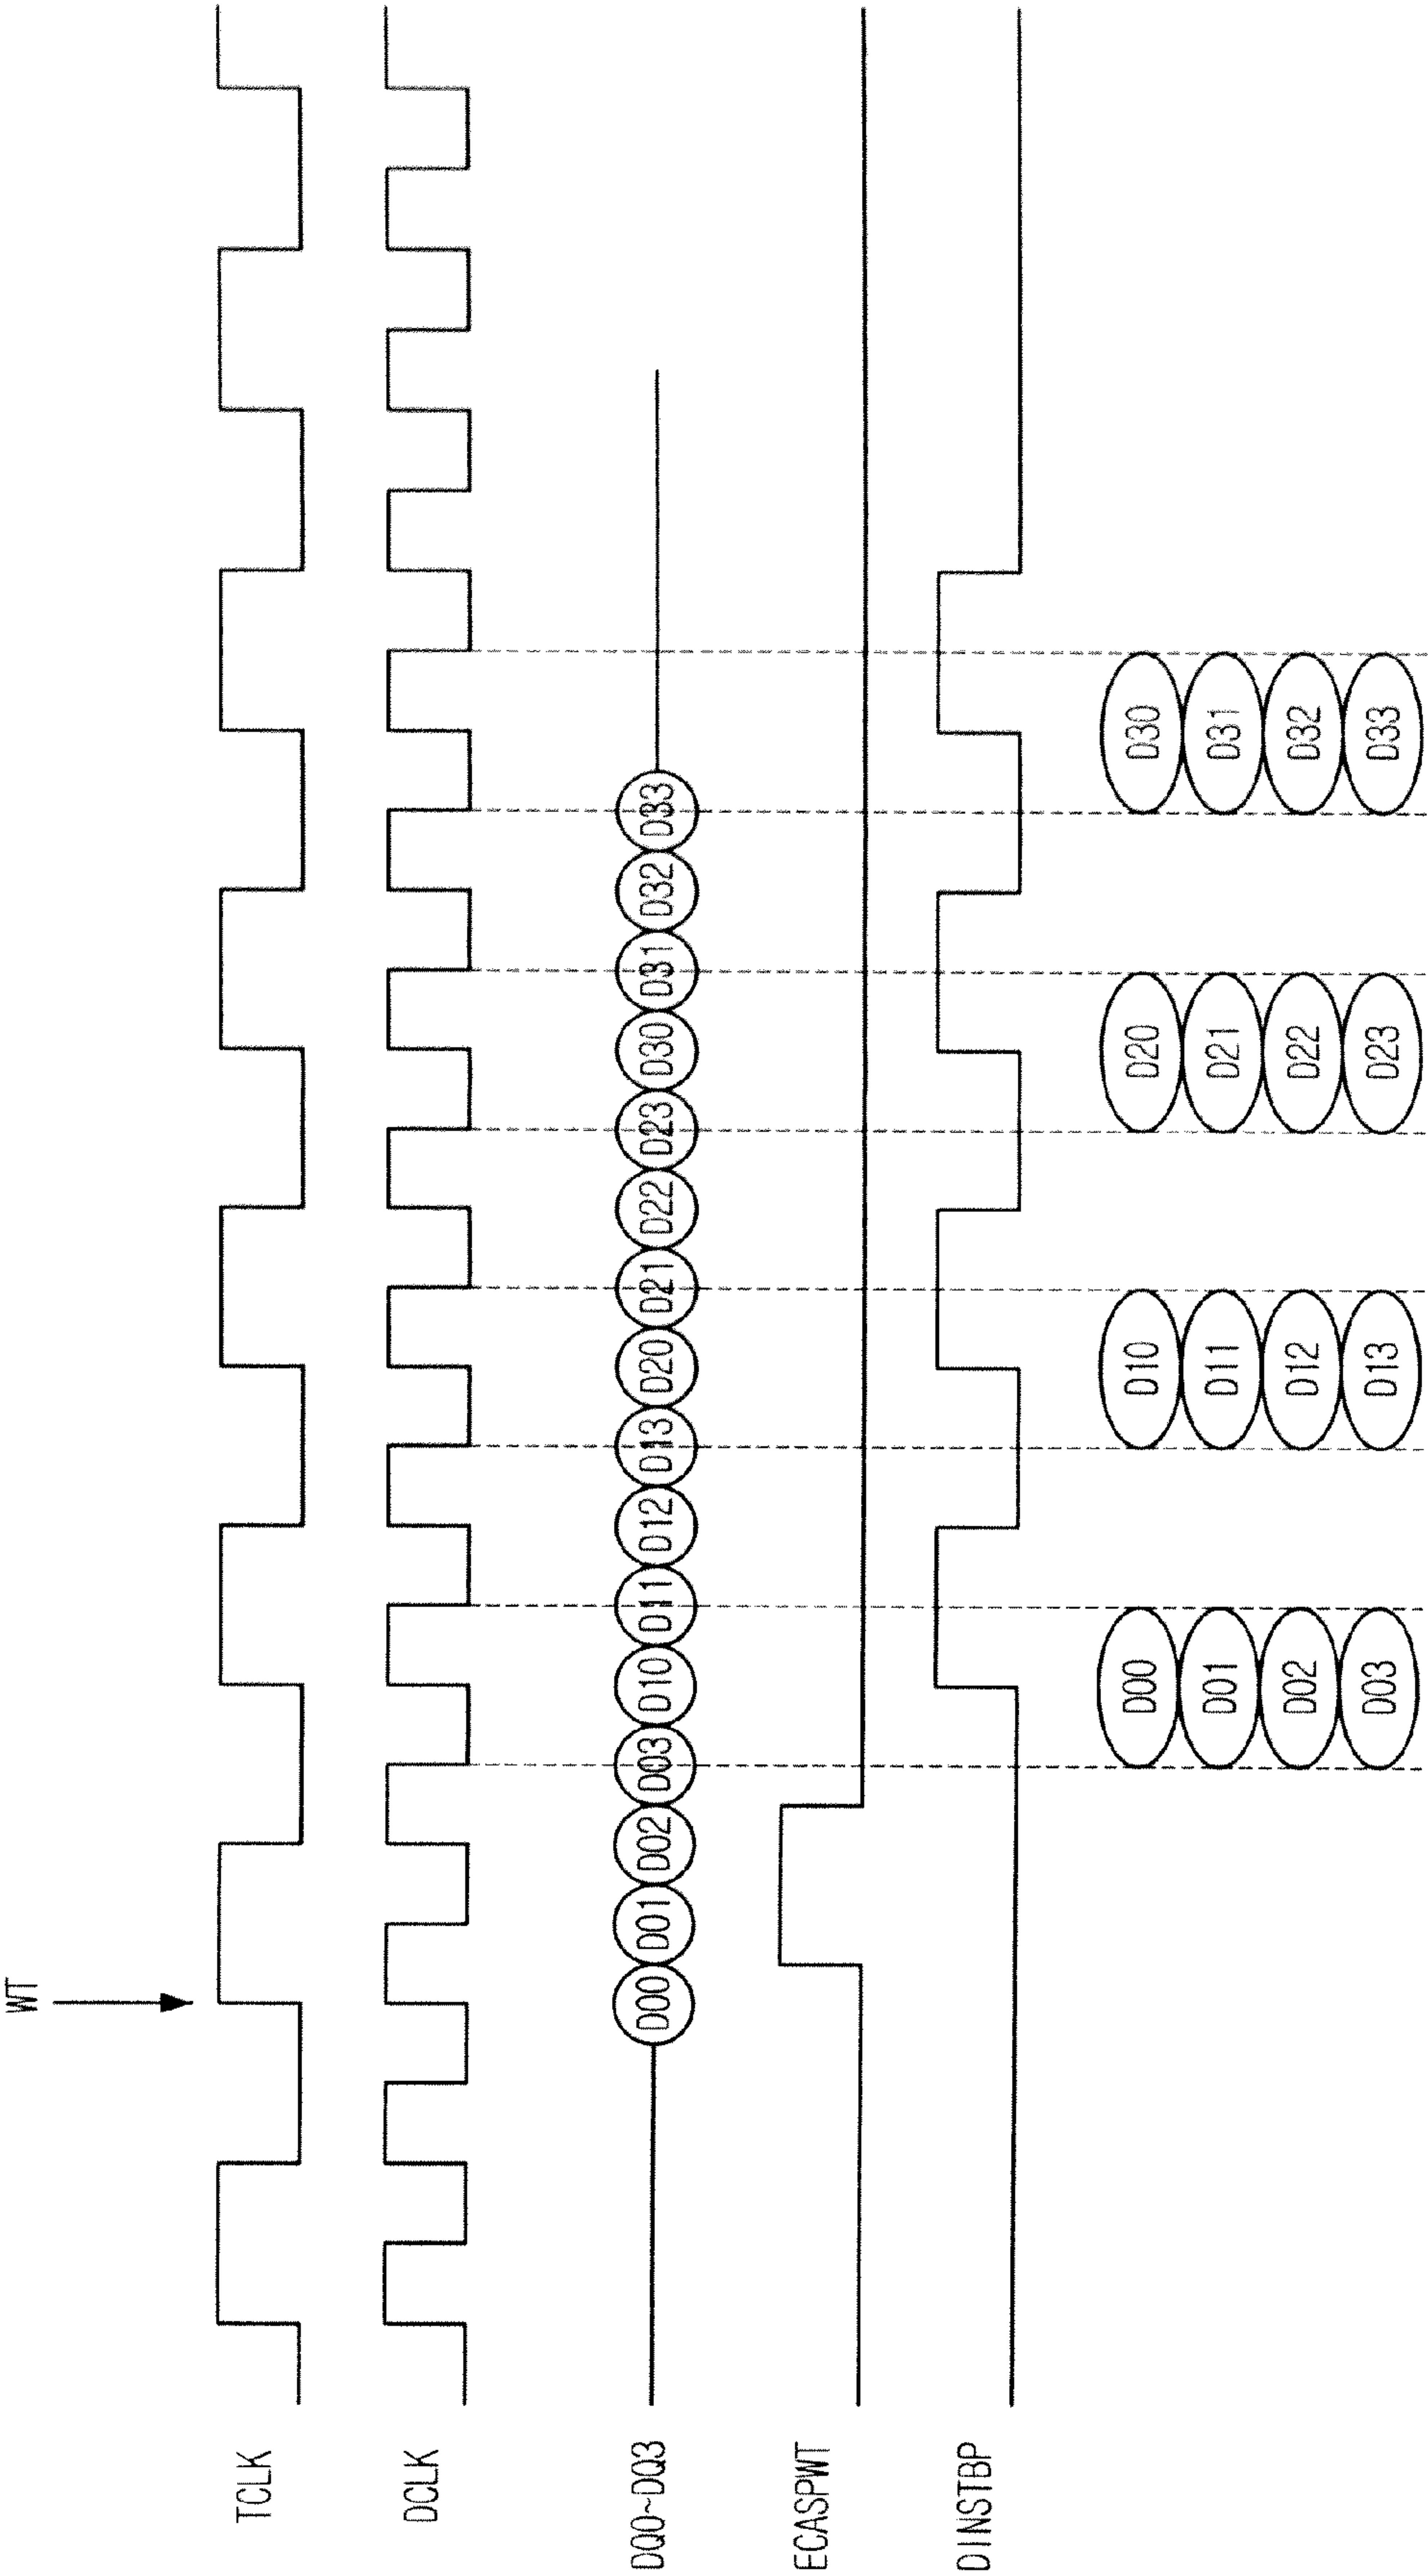 WT
TCLK
DCLK
DQ0~DQ3
D00 D01 D02 D03 D10 D11 D12 D13 D20 D21 D22 D23 D30 D31 D32 D33
ECASPWT
DINSTBP
D00 D10 D20 D30
D01 D11 D21 D31
D02 D12 D22 D32
D03 D13 D23 D33